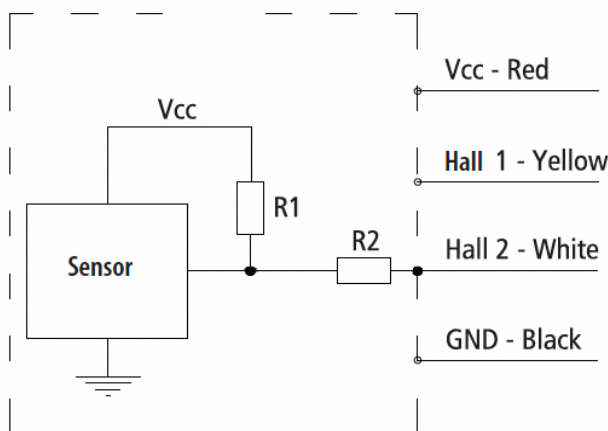 Vcc - Red
Vcc
Hall 1 - Yellow
R1
R2
Hall 2 - White
Sensor
GND - Black